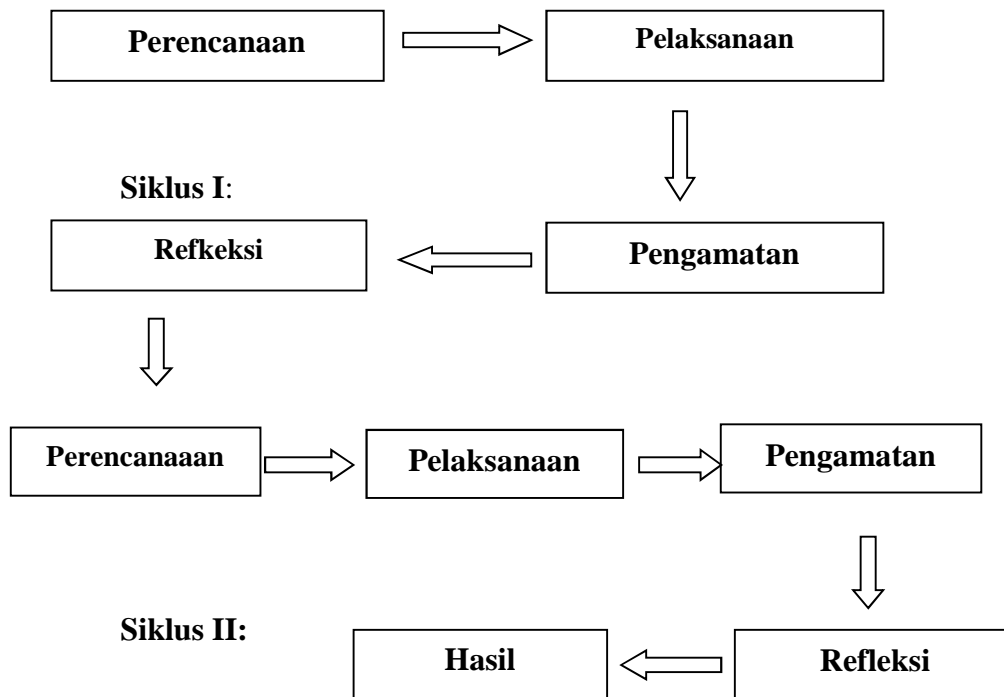 Perencanaan
Pelaksanaan
Siklus I:
Refkeksi
Pengamatan
Perencanaaan
Pelaksanaan
Pengamatan
Siklus II:
Hasil
Refleksi